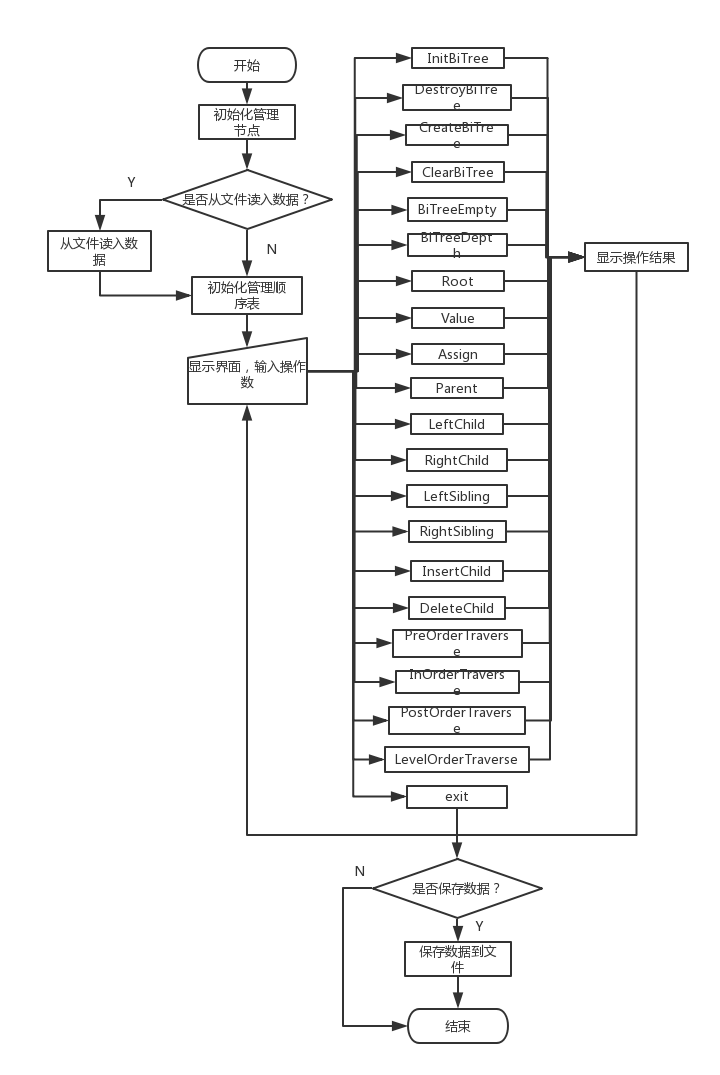 开始
初始化管理
节点
Y
是否从文件读入数据？
从文件读入数
据
N
初始化管理顺
序表
显示界面，输入操作
数
InitBiTree
DestroyBiTre
e
CreateBiTre
e
ClearBiTree
BiTreeEmpty
BiTreeDept
h
Root
Value
Assign
Parent
LeftChild
RightChild
LeftSibling
RightSibling
InsertChild
DeleteChild
PreOrderTravers
e
InOrderTravers
e
PostOrderTravers
e
LevelOrderTraverse
exit
显示操作结果
N
是否保存数据？
Y
保存数据到文
件
结束